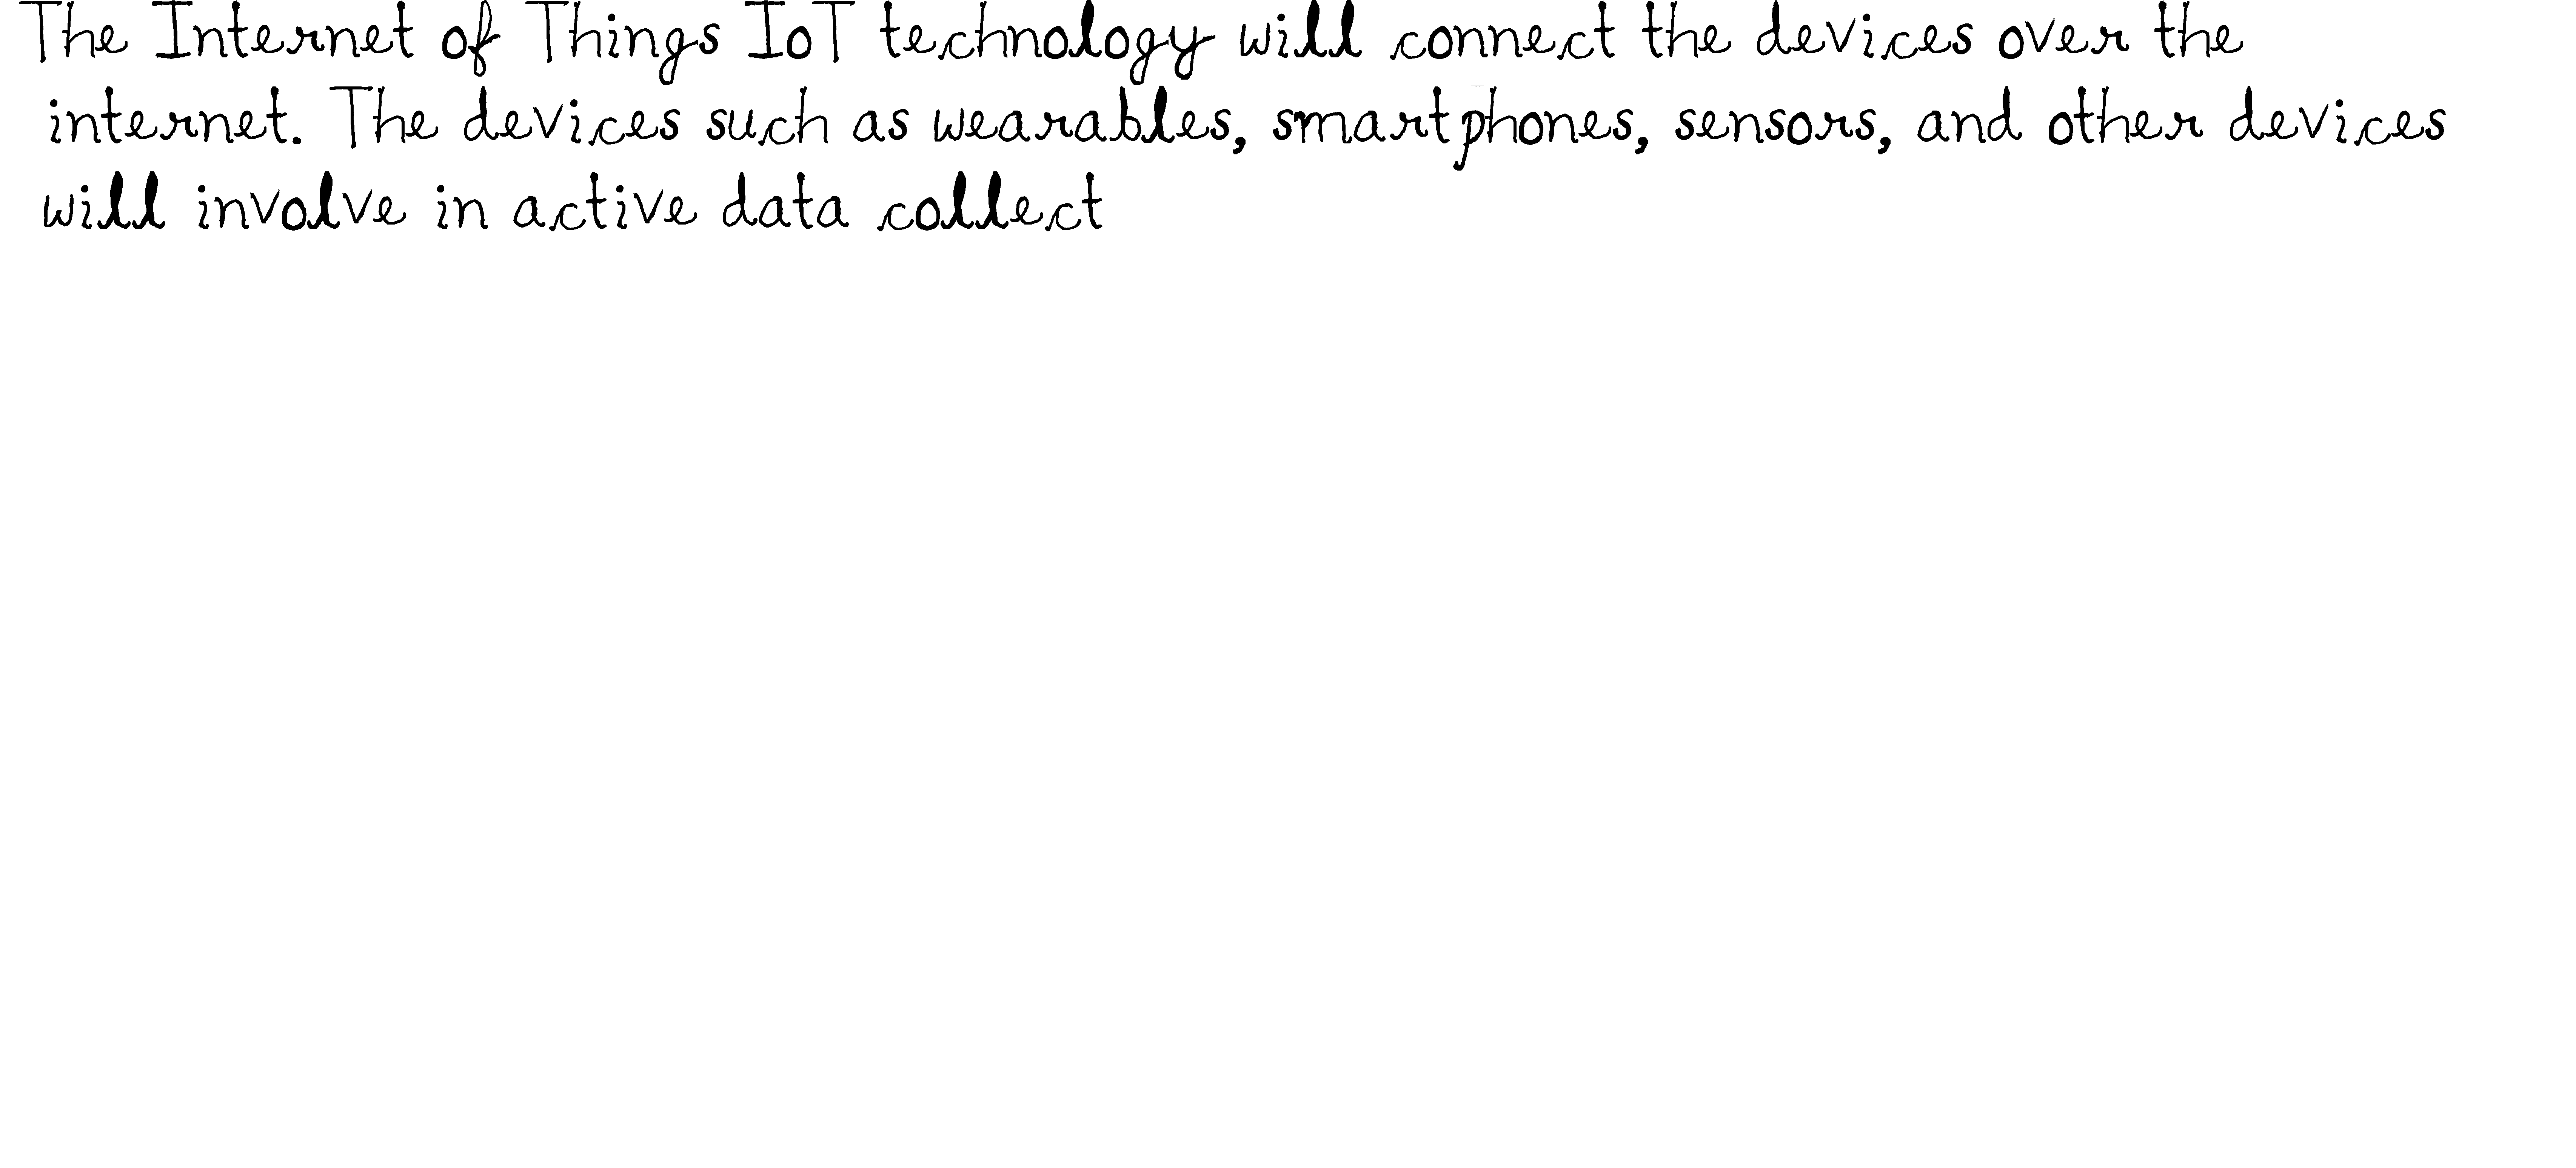 The Internet of Things IoT technology will connect the devices over the
internet. The devices such as wearables, smartphones, sensors, and other devices
will involve in active data collect